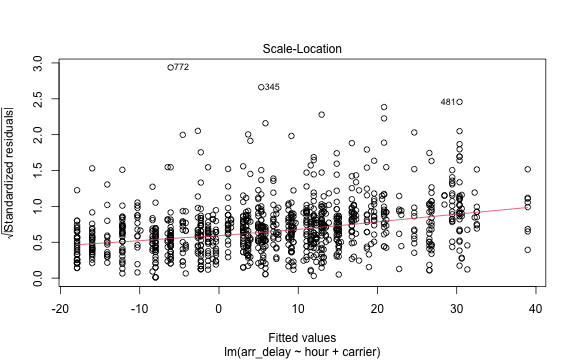 Scale-Location
√|Standardized residuals|
3.0
2.5
2.0
1.5
1.0
0.5
0.0
772
345
481
-20 -10 0 10 20 30 40
Fitted values
lm(arr_delay ~ hour + carrier)